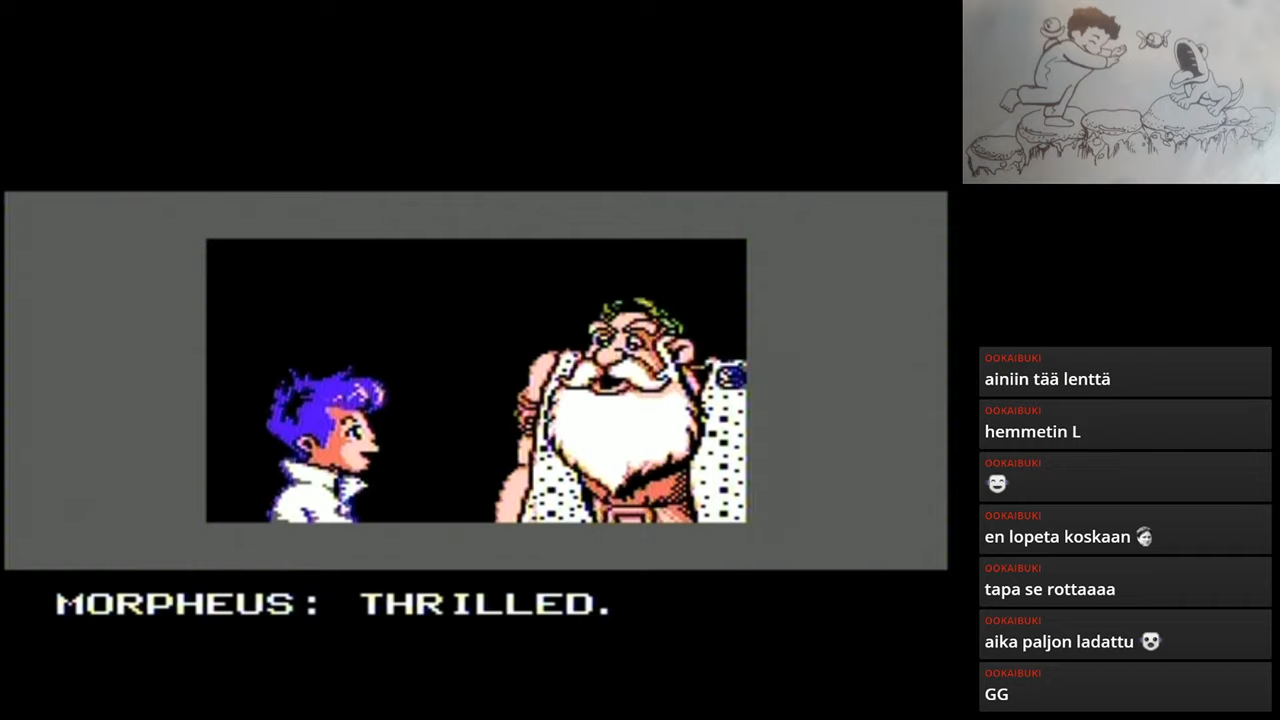 OOKAIBUKI
ainiin tää lenttä
OOKAIBUKI
hemmetin L
OOKAIBUKI
OOKAIBUKI
en lopeta koskaan
OOKAIBUKI
tapa se rottaaaa
OOKAIBUKI
aika paljon ladattu
OOKAIBUKI
GG
MORPHEUS: THRILLED.